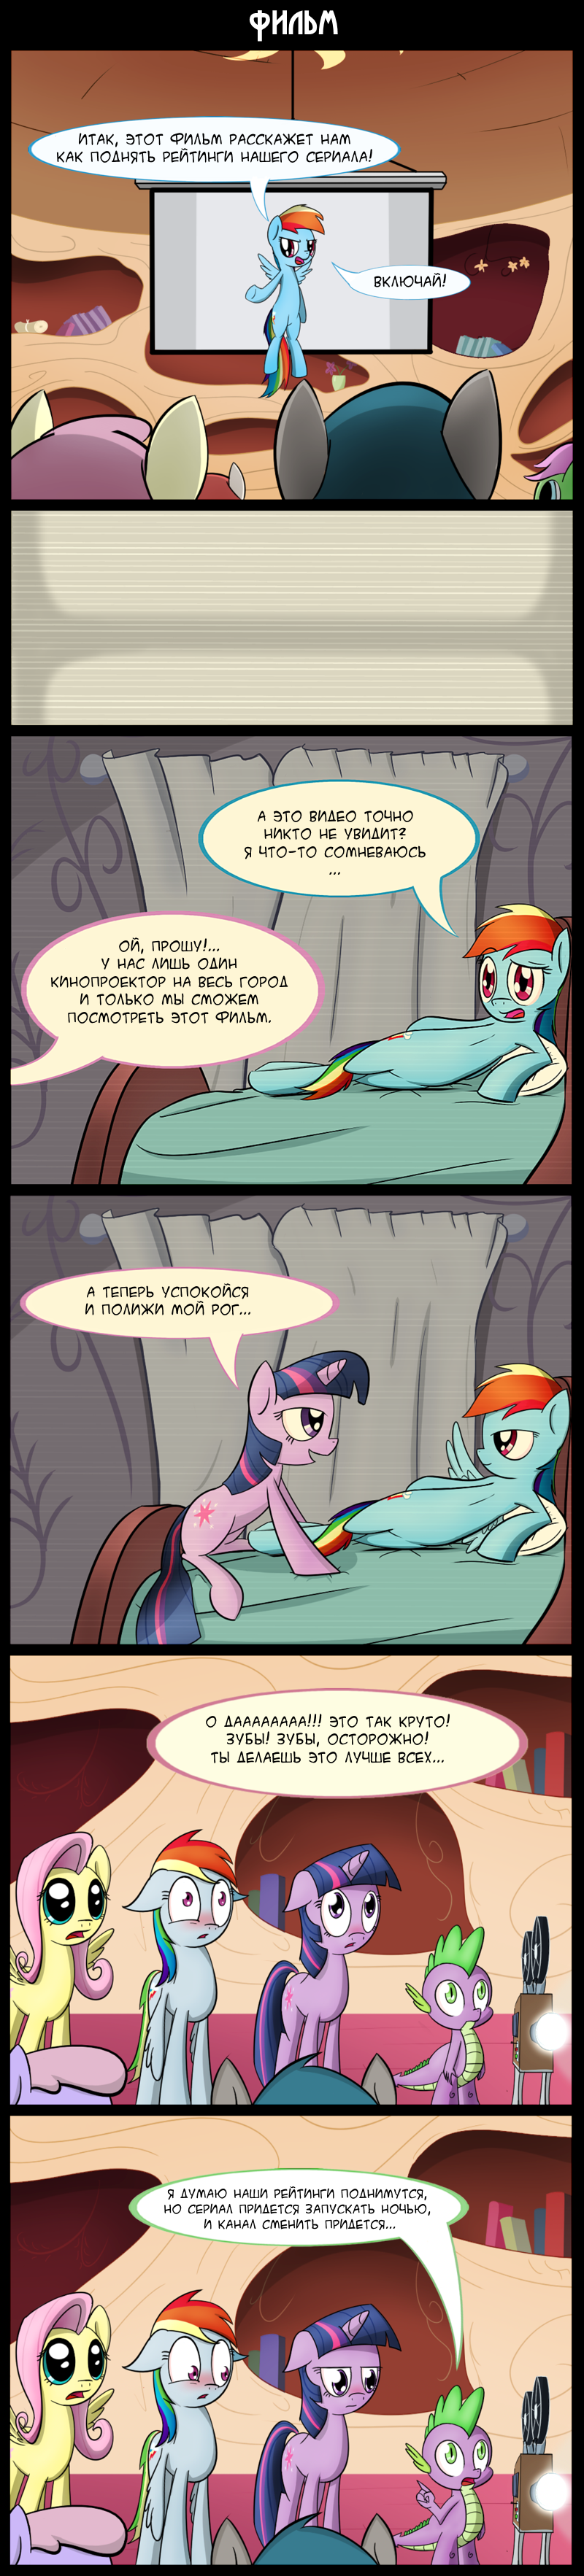 ФИЛЬМ
ИТАК, ЭТОТ ФИЛЬМ РАССКАЖЕТ НАМ
КАК ПОДНЯТЬ РЕЙТИНГИ НАШЕГО СЕРИАЛА!
ВКЛЮЧАЙ!
А ЭТО ВИДЕО ТОЧНО
НИКТО НЕ УВИДИТ?
Я ЧТО-ТО СОМНЕВАЮСЬ
...
ОЙ, ПРОШУ!...
У НАС ЛИШЬ ОДИН
КИНОПРОЕКТОР НА ВЕСЬ ГОРОД
И ТОЛЬКО МЫ СМОЖЕМ
ПОСМОТРЕТЬ ЭТОТ ФИЛЬМ.
А ТЕПЕРЬ УСПОКОЙСЯ
И ПОЛИЖИ МОЙ РОГ...
О ДАААААААА!!! ЭТО ТАК КРУТО!
ЗУБЫ! ЗУБЫ, ОСТОРОЖНО!
ТЫ ДЕЛАЕШЬ ЭТО ЛУЧШЕ ВСЕХ...
Я ДУМАЮ НАШИ РЕЙТИНГИ ПОДНИМУТСЯ,
НО СЕРИАЛ ПРИДЕТСЯ ЗАПУСКАТЬ НОЧЬЮ,
И КАНАЛ СМЕНИТЬ ПРИДЕТСЯ...